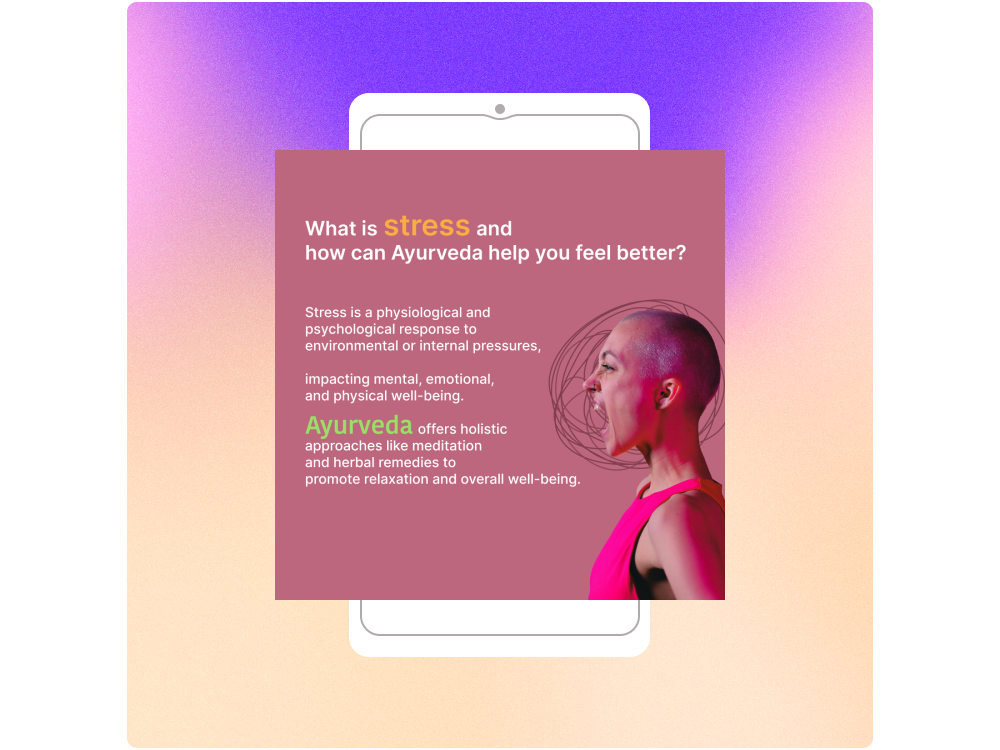 What is stress and
how can Ayurveda help you feel better?
Stress is a physiological and
psychological response to
environmental or internal pressures,
impacting mental, emotional,
and physical well-being.
Ayurveda offers holistic
approaches like meditation
and herbal remedies to
promote relaxation and overall well-being.